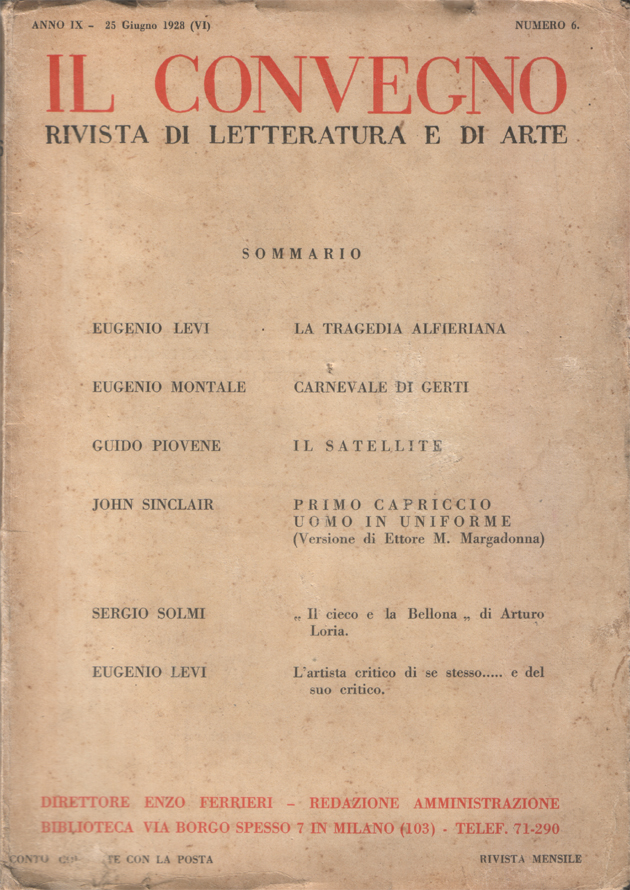 ANNO IX - 25 Giugno 1928 (VI) NUMERO 6.
IL CONVEGNO
RIVISTA DI LETTERATURA E DI ARTE
SOMMARIO
EUGENIO LEVI LA TRAGEDIA ALFIERIANA
EUGENIO MONTALE CARNEVALE DI GERTI
GUIDO PIOVENE IL SATELLITE
JOHN SINCLAIR PRIMO CAPRICCIO
UOMO IN UNIFORME
(Versione di Ettore M. Margadonna)
SERGIO SOLMI „ Il cieco e la Bellona „ di Arturo
Loria.
EUGENIO LEVI L'artista critico di se stesso..... e del
suo critico.
DIRETTORE ENZO FERRIERI - REDAZIONE AMMINISTRAZIONE
BIBLIOTECA VIA BORGO SPESSO 7 IN MILANO (103) - TELEF. 71-290
CON LA POSTA RIVISTA MENSILE